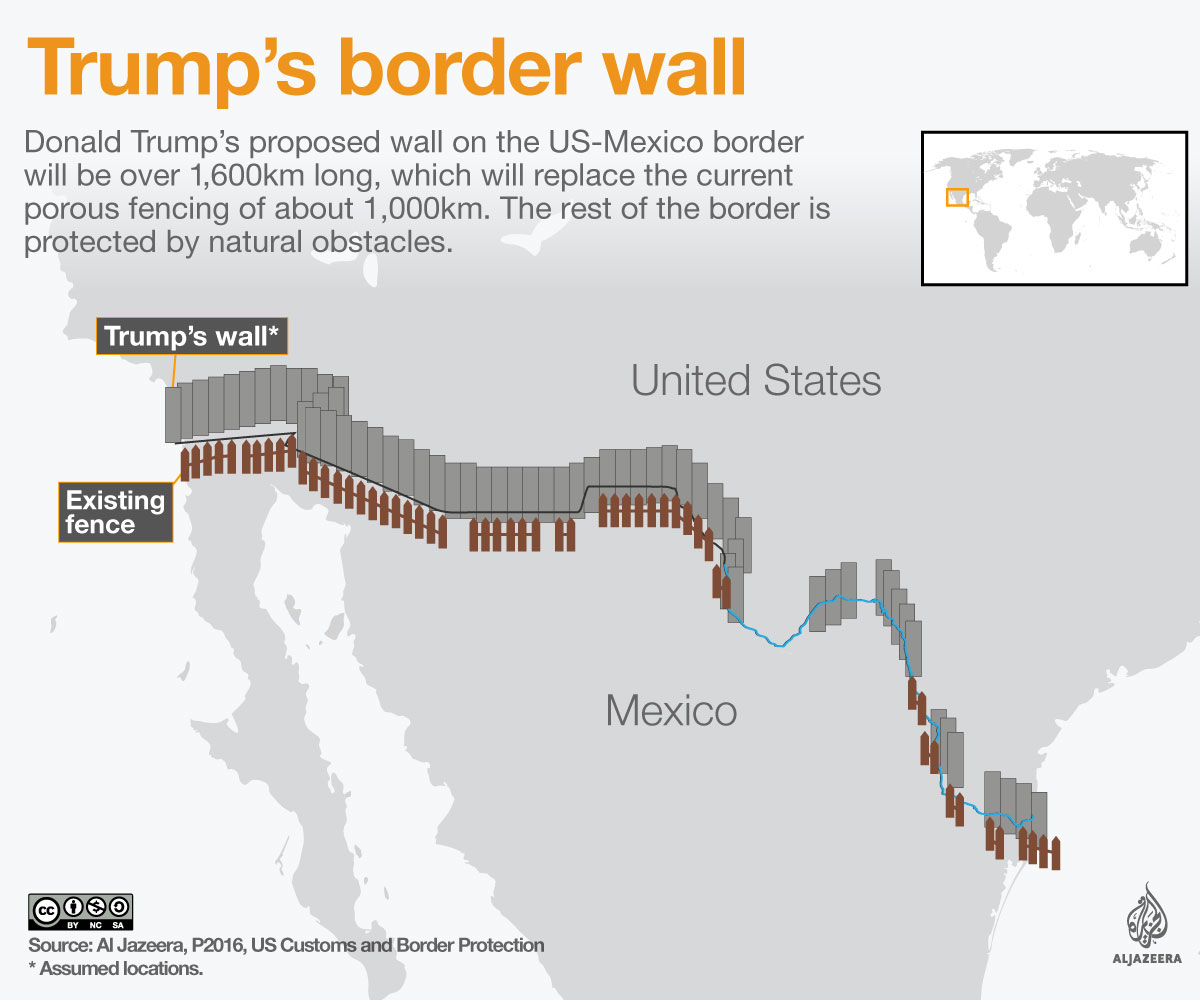 Trump’s border wall
Donald Trump’s proposed wall on the US-Mexico border
will be over 1,600km long, which will replace the current
porous fencing of about 1,000km. The rest of the border is
protected by natural obstacles.
Trump’s wall*
United States
Existing
fence
Mexico
cc
BY NC SA
Source: Al Jazeera, P2016, US Customs and Border Protection
* Assumed locations.
الجزيرة
ALJAZEERA